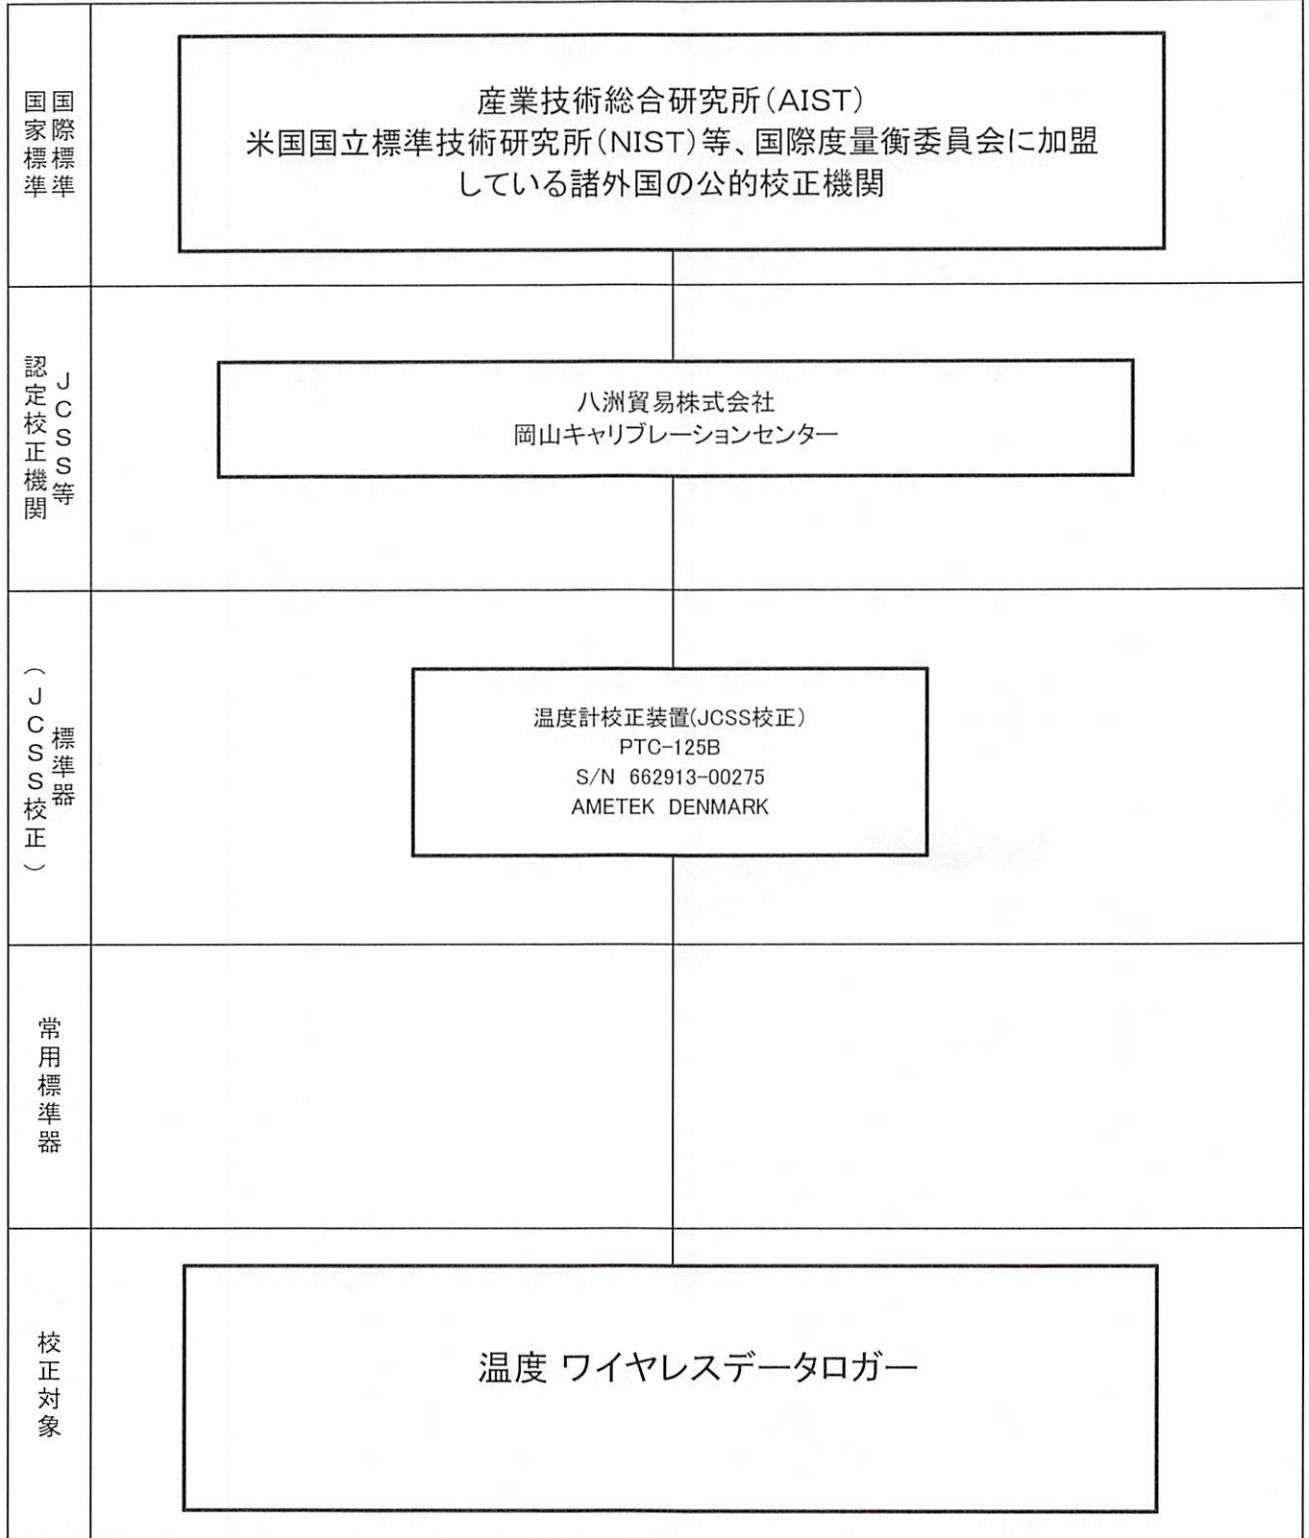 国際標準
国家標準
産業技術総合研究所(AIST)
米国国立標準技術研究所(NIST)等、国際度量衡委員会に加盟
している諸外国の公的校正機関
JCSS等
認定校正機関
八洲貿易株式会社
岡山キャリブレーションセンター
標準器
(JCSS校正)
温度計校正装置(JCSS校正)
PTC-125B
S/N 662913-00275
AMETEK DENMARK
常用標準器
校正対象
温度 ワイヤレスデータロガー